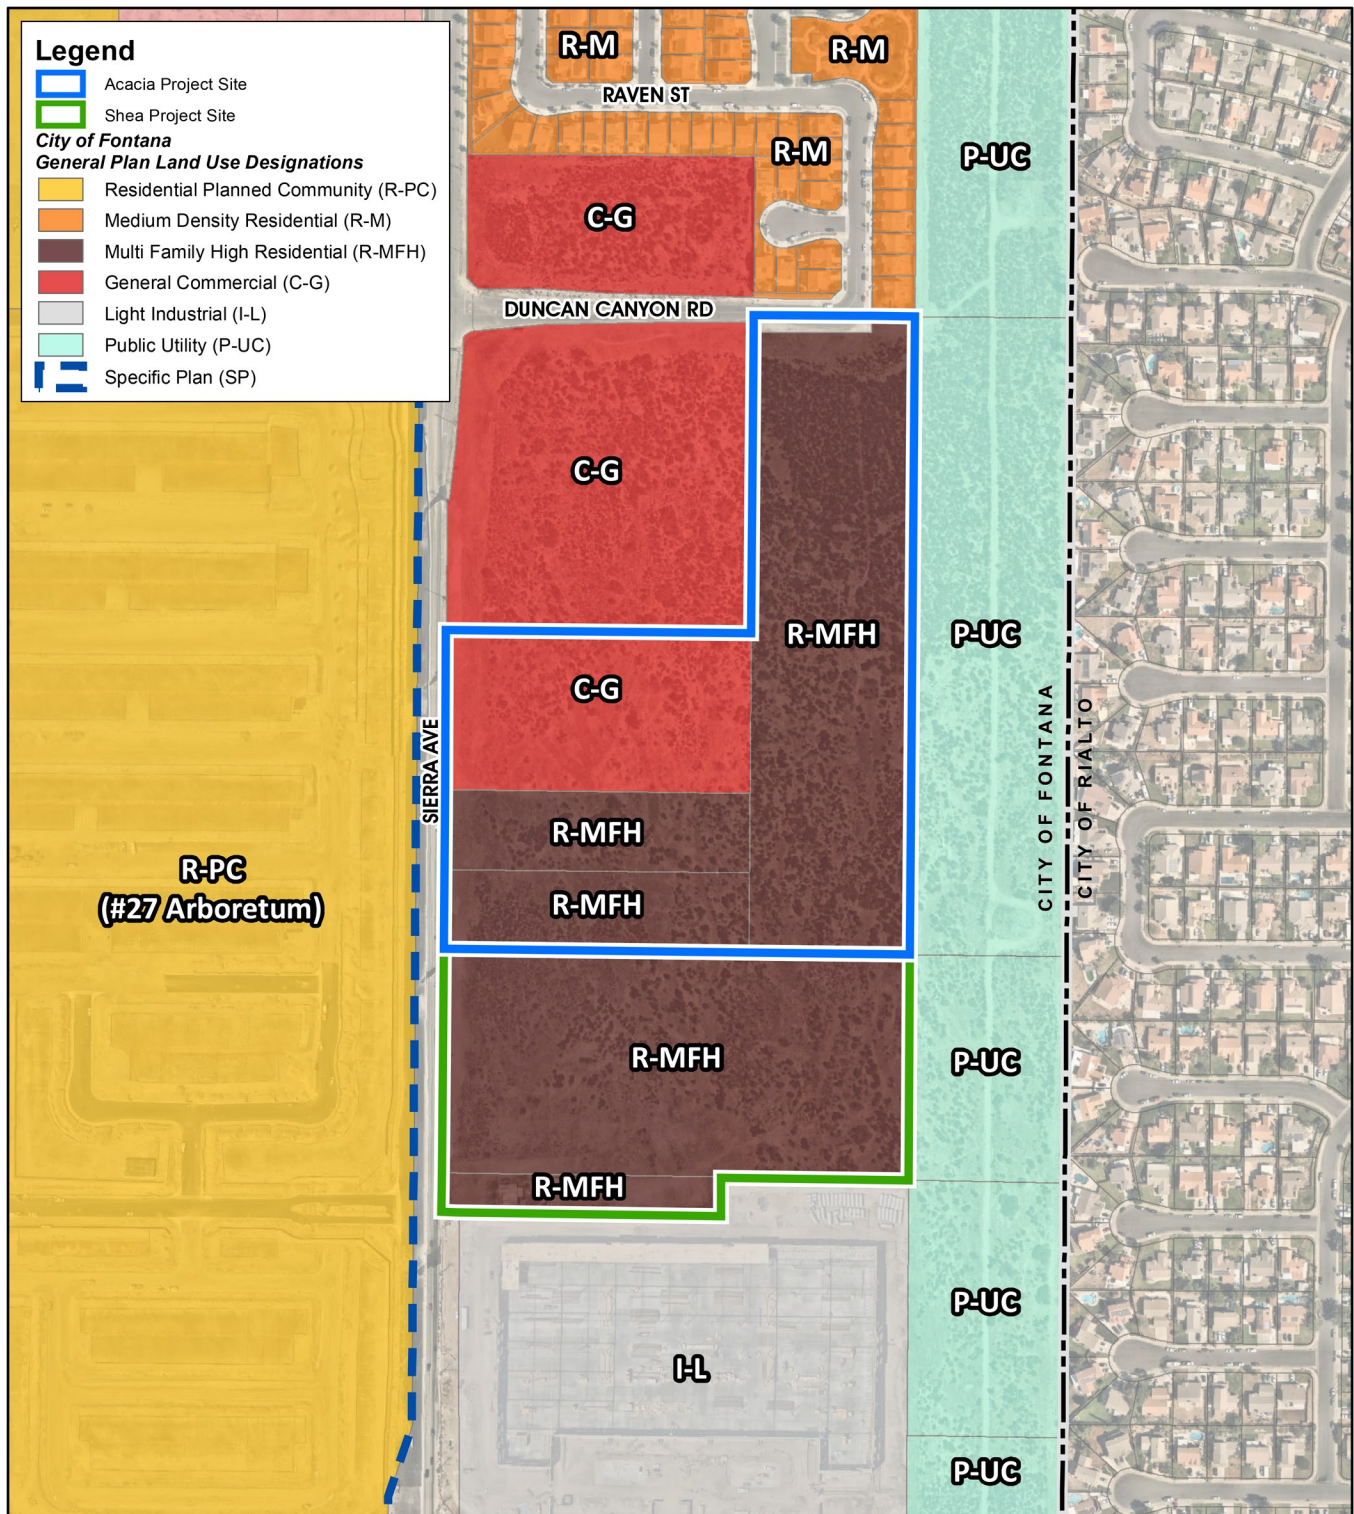 Legend
Acacia Project Site
Shea Project Site
City of Fontana
General Plan Land Use Designations
Residential Planned Community (R-PC)
Medium Density Residential (R-M)
Multi Family High Residential (R-MFH)
General Commercial (C-G)
Light Industrial (I-L)
Public Utility (P-UC)
Specific Plan (SP)
R-M
R-M
RAVEN ST
R-M
P-UC
C-G
DUNCAN CANYON RD
C-G
R-MFH
P-UC
C-G
SIERRA AVE
CITY OF FONTANA
CITY OF RIALTO
R-MFH
R-PC
(#27 Arboretum)
R-MFH
R-MFH
P-UC
R-MFH
P-UC
I-L
P-UC